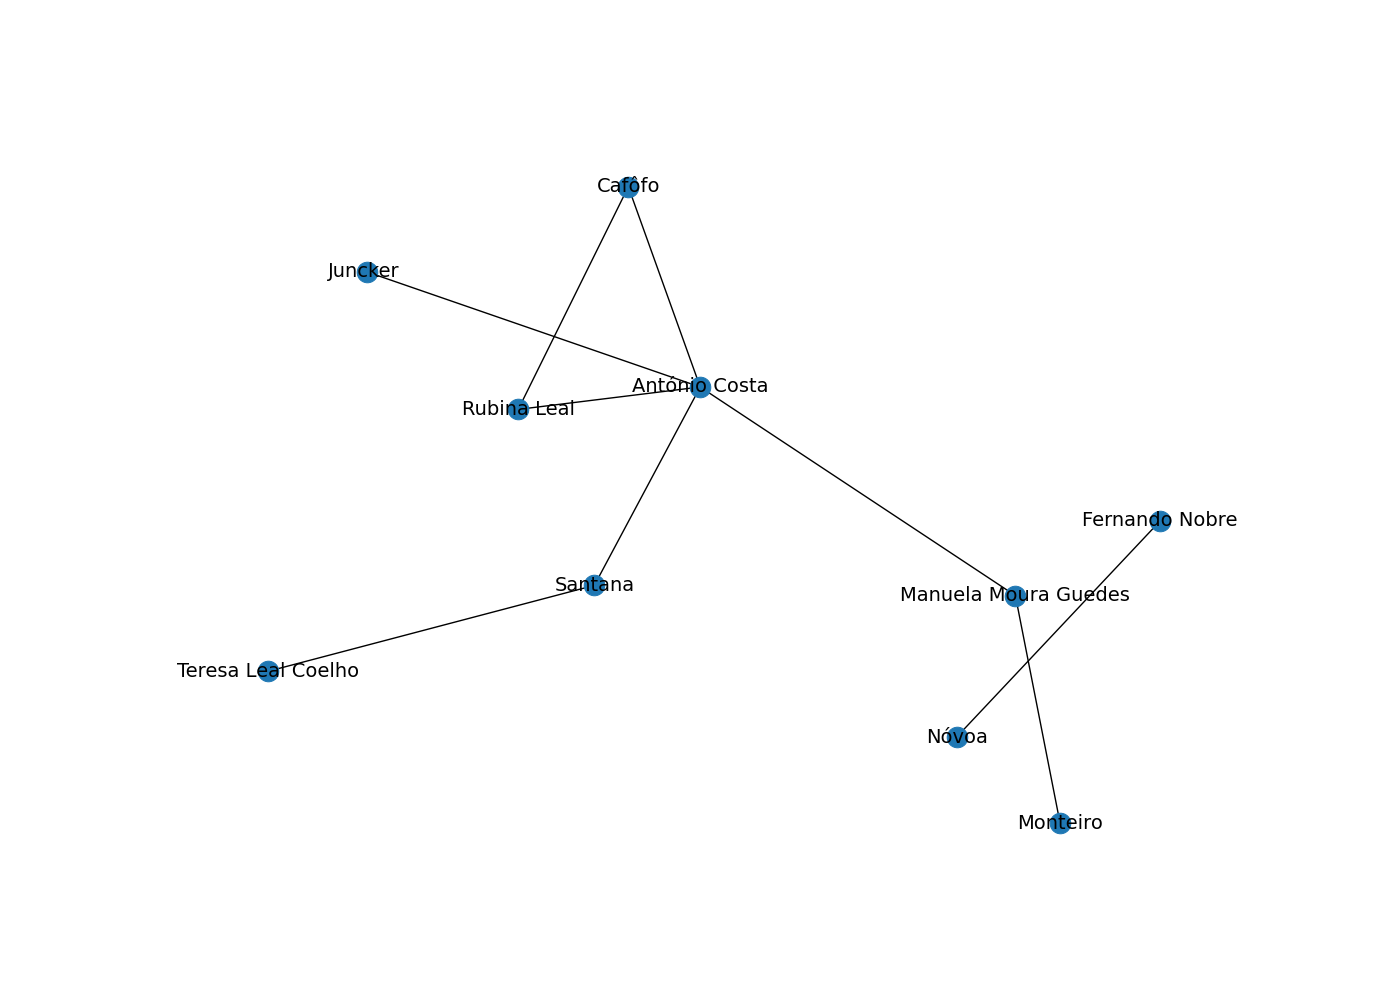 Cafôfo
Juncker
António Costa
Rubina Leal
Fernando Nobre
Santana
Manuela Moura Guedes
Teresa Leal Coelho
Nóvoa
Monteiro